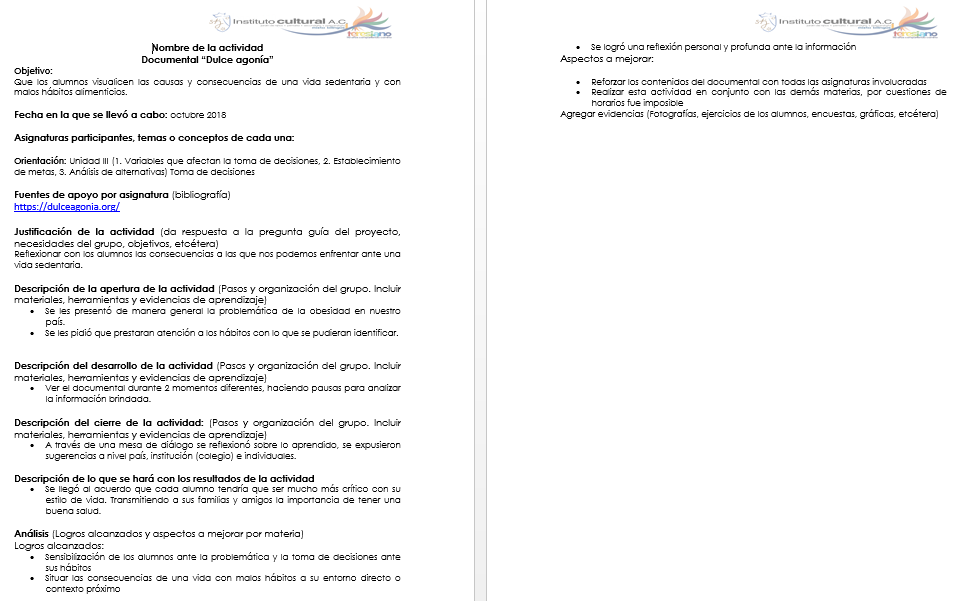 Instituto cultural A.C.
teresiano
Nombre de la actividad
Documental “Dulce agonía”
Objetivo:
Que los alumnos visualicen las causas y consecuencias de una vida sedentaria y con
malos hábitos alimenticios.
Fecha en la que se llevó a cabo: octubre 2018
Asignaturas participantes, temas o conceptos de cada una:
Orientación: Unidad III (1. Variables que afectan la toma de decisiones, 2. Establecimiento
de metas, 3. Análisis de alternativas) Toma de decisiones
Fuentes de apoyo por asignatura (bibliografía)
https://dulceagonia.org/
Justificación de la actividad (da respuesta a la pregunta guía del proyecto,
necesidades del grupo, objetivos, etcétera)
Reflexionar con los alumnos las consecuencias a las que nos podemos enfrentar ante una
vida sedentaria.
Descripción de la apertura de la actividad (Pasos y organización del grupo. Incluir
materiales, herramientas y evidencias de aprendizaje)
• Se les presentó de manera general la problemática de la obesidad en nuestro
país.
• Se les pidió que prestaran atención a los hábitos con lo que se pudieran identificar.
Descripción del desarrollo de la actividad (Pasos y organización del grupo. Incluir
materiales, herramientas y evidencias de aprendizaje)
• Ver el documental durante 2 momentos diferentes, haciendo pausas para analizar
la información brindada.
Descripción del cierre de la actividad: (Pasos y organización del grupo. Incluir
materiales, herramientas y evidencias de aprendizaje)
• A través de una mesa de diálogo se reflexionó sobre lo aprendido, se expusieron
sugerencias a nivel país, institución (colegio) e individuales.
Descripción de lo que se hará con los resultados de la actividad
• Se llegó al acuerdo que cada alumno tendría que ser mucho más crítico con su
estilo de vida. Transmitiendo a sus familias y amigos la importancia de tener una
buena salud.
Análisis (Logros alcanzados y aspectos a mejorar por materia)
Logros alcanzados:
• Sensibilización de los alumnos ante la problemática y la toma de decisiones ante
sus hábitos
• Situar las consecuencias de una vida con malos hábitos a su entorno directo o
contexto próximo
Instituto cultural A.C.
teresiano
• Se logró una reflexión personal y profunda ante la información
Aspectos a mejorar:
• Reforzar los contenidos del documental con todas las asignaturas involucradas
• Realizar esta actividad en conjunto con las demás materias, por cuestiones de
horarios fue imposible
Agregar evidencias (Fotografías, ejercicios de los alumnos, encuestas, gráficas, etcétera)